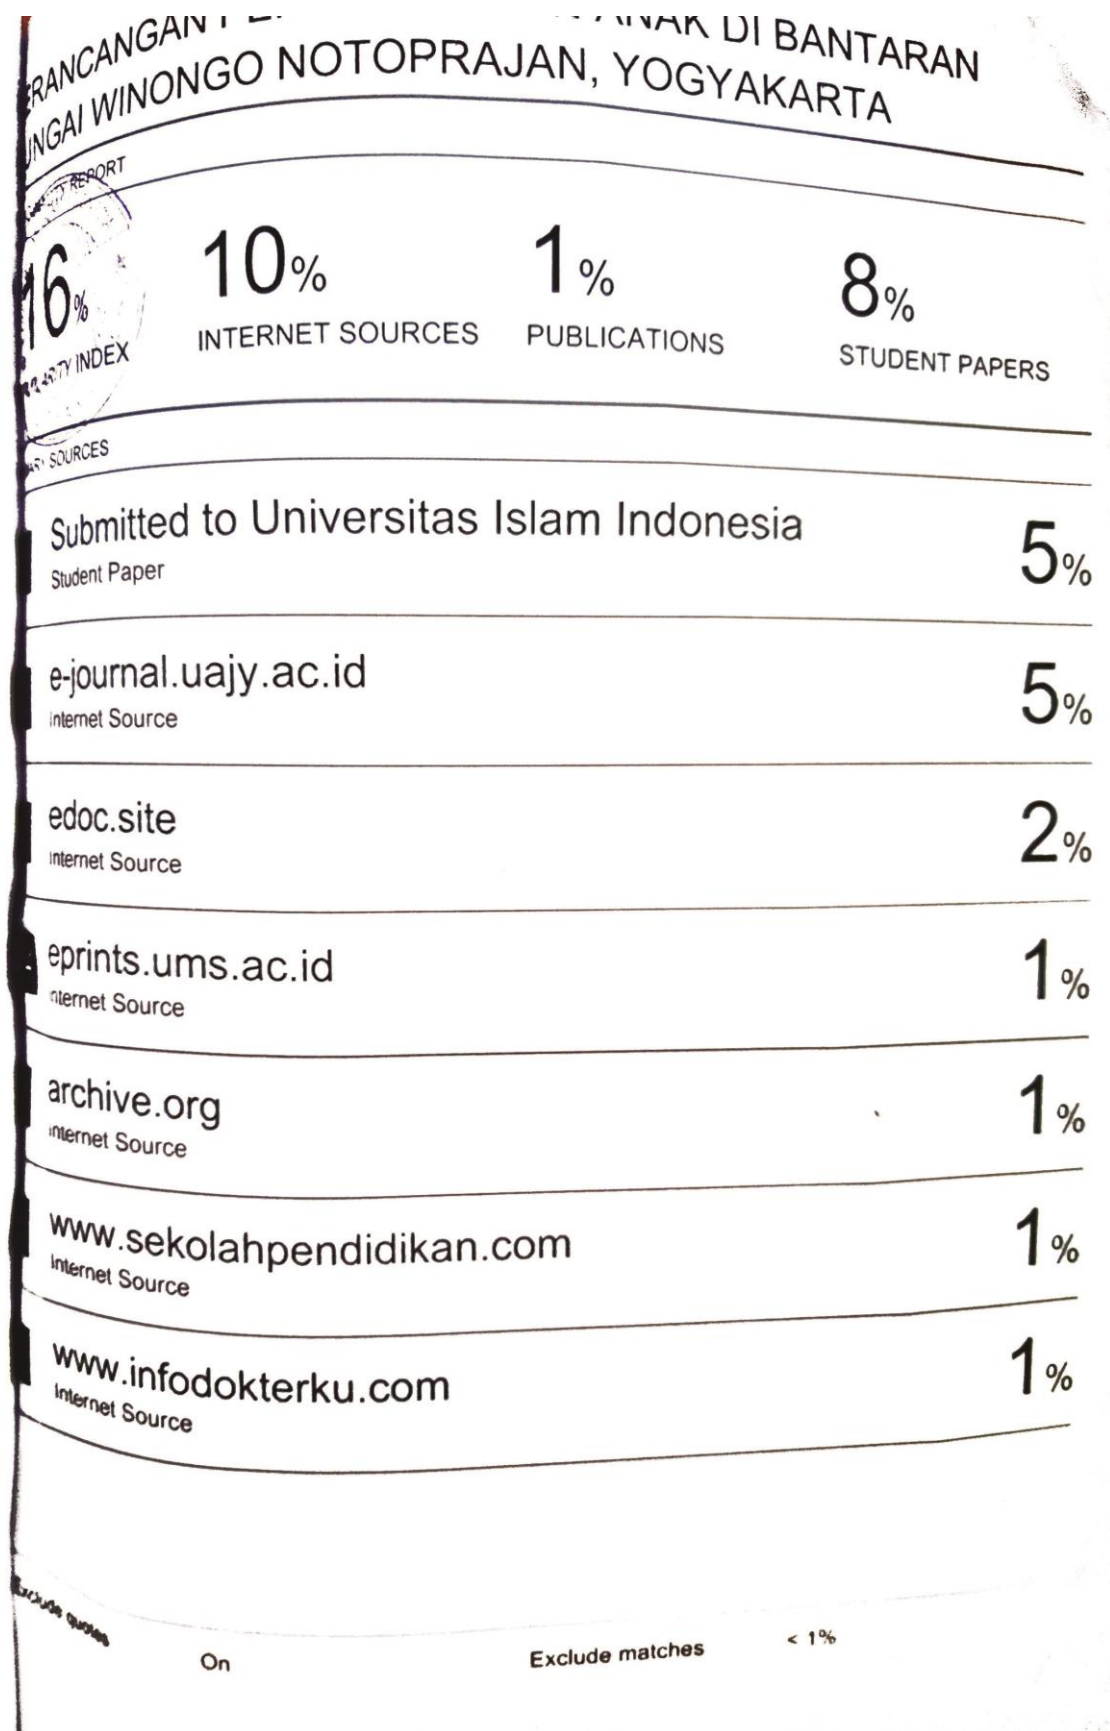 DI BANTARAN
WINONGO NOTOPRAJAN, YOGYAKARTA
REPORT
16%
INDEX
10%
INTERNET SOURCES
1%
PUBLICATIONS
8%
STUDENT PAPERS
SOURCES
Submitted to Universitas Islam Indonesia
Student Paper
5%
e-journal.uajy.ac.id
Internet Source
5%
edoc.site
Internet Source
2%
eprints.ums.ac.id
Internet Source
1%
archive.org
Internet Source
1%
www.sekolahpendidikan.com
Internet Source
1%
www.infodokterku.com
Internet Source
1%
Exclude quotes
On
Exclude matches
< 1%